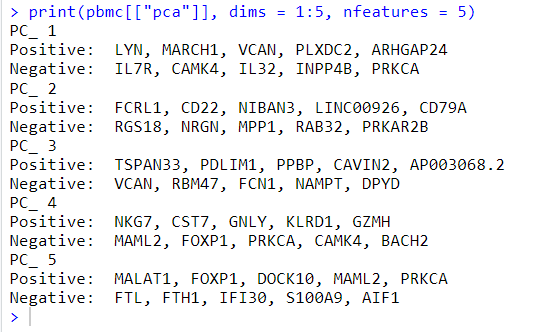 > print(pbmc[["pca"]], dims = 1:5, nfeatures = 5)
PC_ 1
Positive:  LYN, MARCH1, VCAN, PLXDC2, ARHGAP24
Negative:  IL7R, CAMK4, IL32, INPP4B, PRKCA
PC_ 2
Positive:  FCRL1, CD22, NIBAN3, LINC00926, CD79A
Negative:  RGS18, NRGN, MPP1, RAB32, PRKAR2B
PC_ 3
Positive:  TSPAN33, PDLIM1, PPBP, CAVIN2, AP003068.2
Negative:  VCAN, RBM47, FCN1, NAMPT, DPYD
PC_ 4
Positive:  NKG7, CST7, GNLY, KLRD1, GZMH
Negative:  MAML2, FOXP1, PRKCA, CAMK4, BACH2
PC_ 5
Positive:  MALAT1, FOXP1, DOCK10, MAML2, PRKCA
Negative:  FTL, FTH1, IFI30, S100A9, AIF1
>